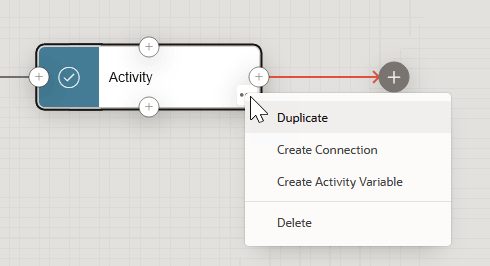 Activity
Duplicate
Create Connection
Create Activity Variable
Delete